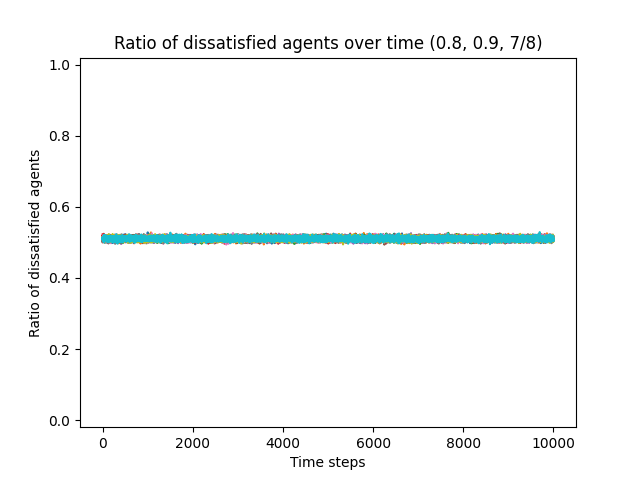 Ratio of dissatisfied agents over time (0.8, 0.9, 7/8)
1.0
0.8
0.6
0.4
0.2
0.0
Ratio of dissatisfied agents
0 2000 4000 6000 8000 10000
Time steps